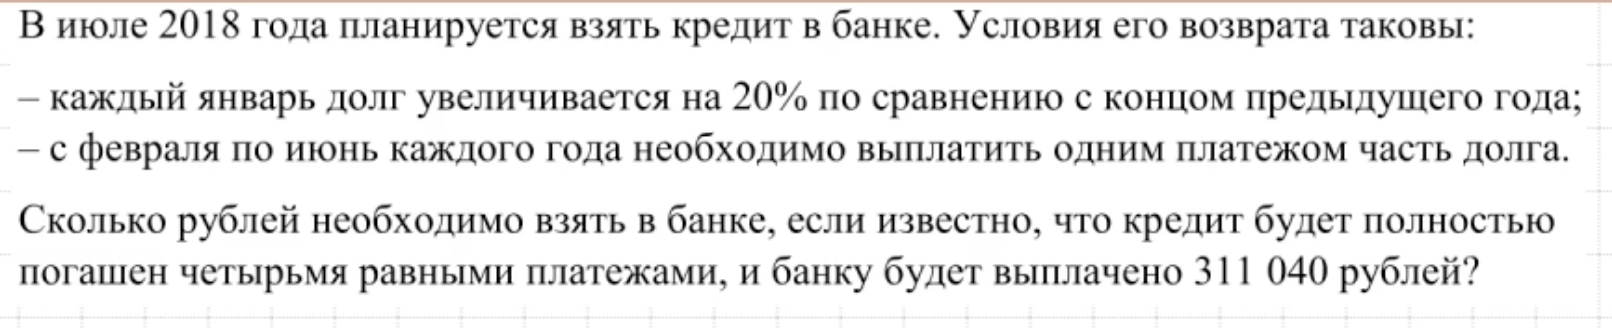 В июле 2018 года планируется взять кредит в банке. Условия его возврата таковы:
– каждый январь долг увеличивается на 20% по сравнению с концом предыдущего года;
– с февраля по июнь каждого года необходимо выплатить одним платежом часть долга.
Сколько рублей необходимо взять в банке, если известно, что кредит будет полностью
погашен четырьмя равными платежами, и банку будет выплачено 311 040 рублей?